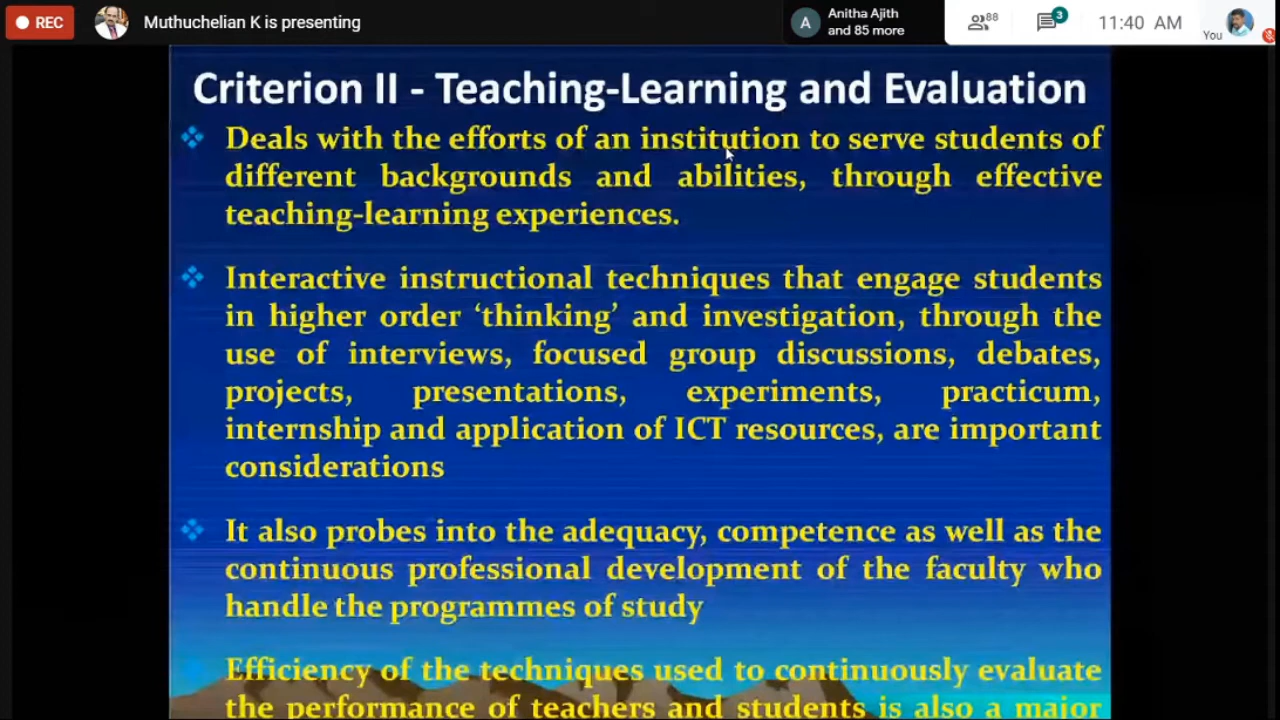 REC
Muthuchelian K is presenting
A
Anitha Ajith
and 85 more
88
3
11:40 AM
You
Criterion II - Teaching-Learning and Evaluation
Deals with the efforts of an institution to serve students of
different backgrounds and abilities, through effective
teaching-learning experiences.
Interactive instructional techniques that engage students
in higher order ‘thinking’ and investigation, through the
use of interviews, focused group discussions, debates,
projects, presentations, experiments, practicum,
internship and application of ICT resources, are important
considerations
It also probes into the adequacy, competence as well as the
continuous professional development of the faculty who
handle the programmes of study
Efficiency of the techniques used to continuously evaluate
the performance of teachers and students is also a major